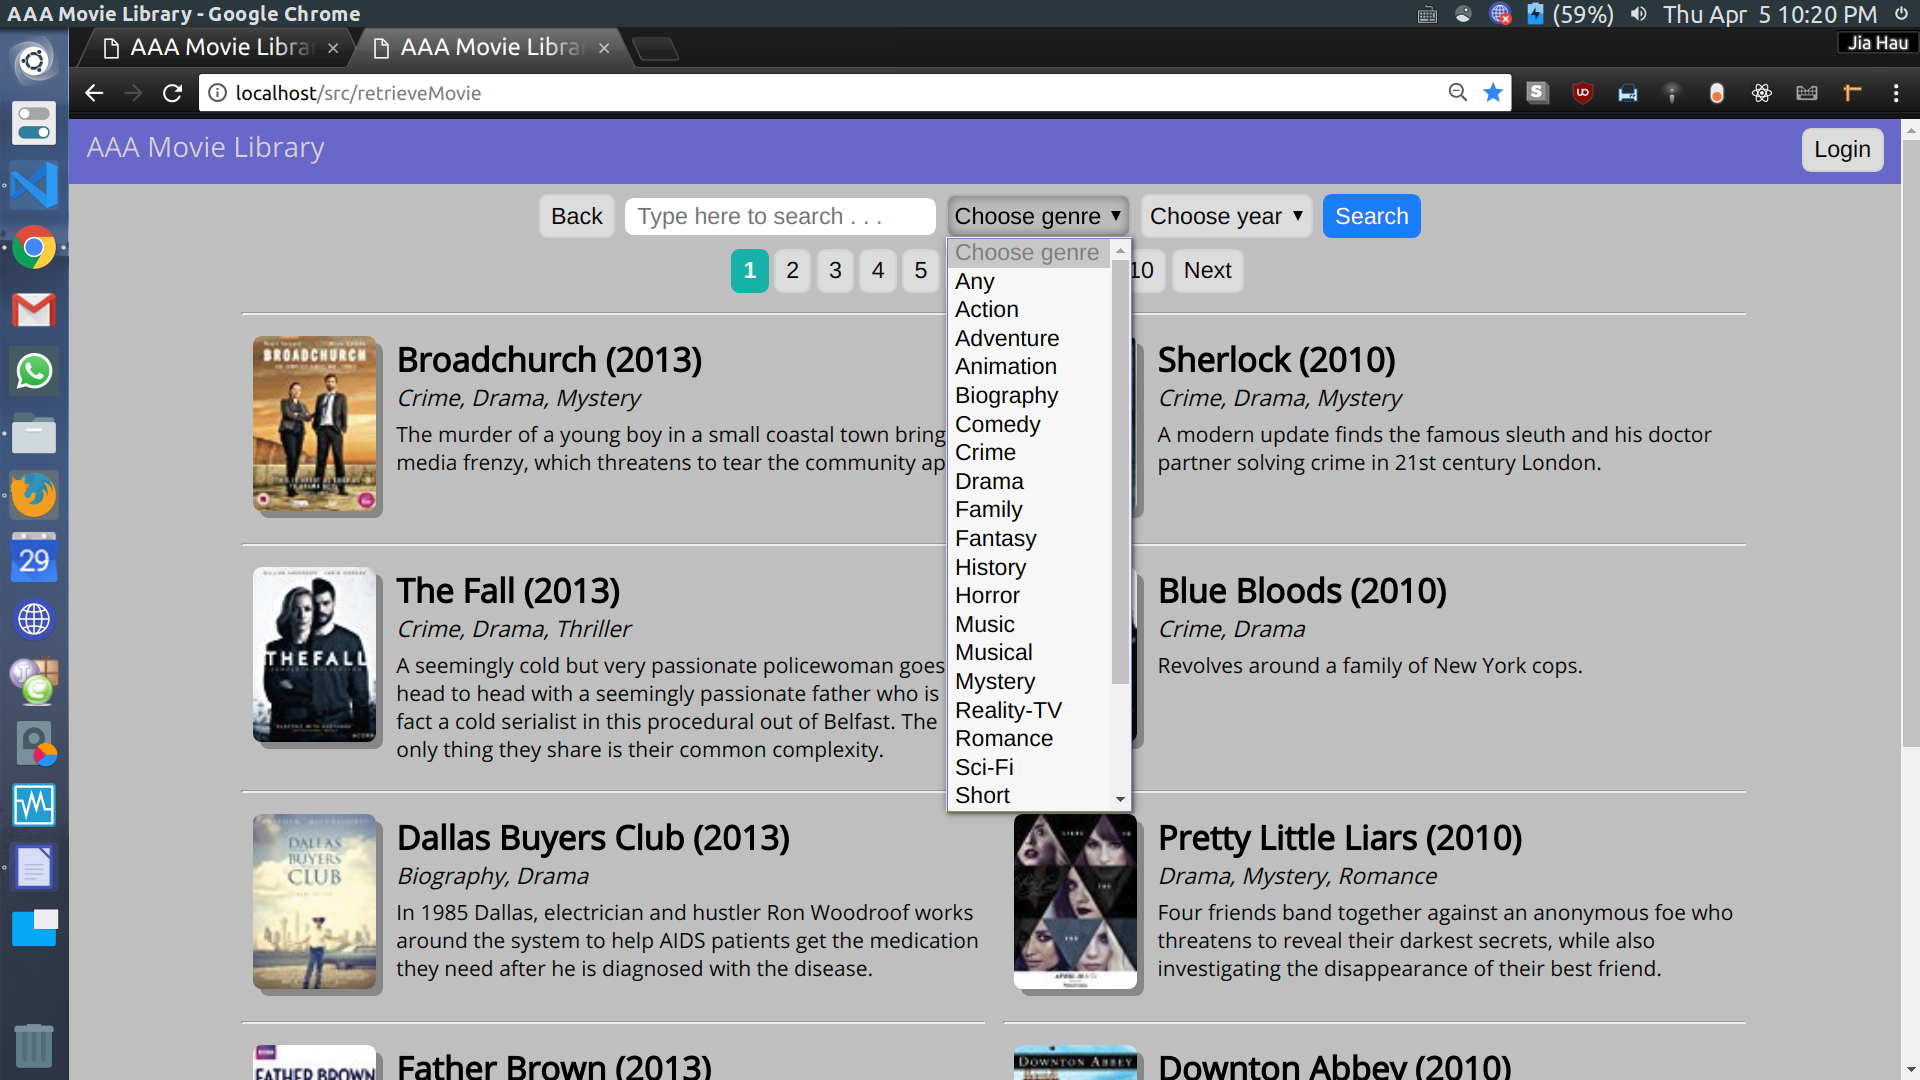 AAA Movie Library - Google Chrome
(59%)
Thu Apr 5 10:20 PM
AAA Movie Libra
AAA Movie Libra
Jia Hau
localhost/src/retrieveMovie
AAA Movie Library
Login
Back
Type here to search . . .
Choose genre
Choose year
Search
1 2 3 4 5 10 Next
Choose genre
Any
Action
Adventure
Animation
Biography
Comedy
Crime
Drama
Family
Fantasy
History
Horror
Music
Musical
Mystery
Reality-TV
Romance
Sci-Fi
Short
BROADCHURCH
Broadchurch (2013)
Crime, Drama, Mystery
The murder of a young boy in a small coastal town bring
media frenzy, which threatens to tear the community ap
Sherlock (2010)
Crime, Drama, Mystery
A modern update finds the famous sleuth and his doctor
partner solving crime in 21st century London.
THE FALL
The Fall (2013)
Crime, Drama, Thriller
A seemingly cold but very passionate policewoman goes
head to head with a seemingly passionate father who is
fact a cold serialist in this procedural out of Belfast. The
only thing they share is their common complexity.
Blue Bloods (2010)
Crime, Drama
Revolves around a family of New York cops.
DALLAS
BUYERS
CLUB
Dallas Buyers Club (2013)
Biography, Drama
In 1985 Dallas, electrician and hustler Ron Woodroof works
around the system to help AIDS patients get the medication
they need after he is diagnosed with the disease.
Pretty Little Liars (2010)
Drama, Mystery, Romance
Four friends band together against an anonymous foe who
threatens to reveal their darkest secrets, while also
investigating the disappearance of their best friend.
FATHER BROWN
Father Brown (2013)
DOWNTON ABBEY
Downton Abbey (2010)
29